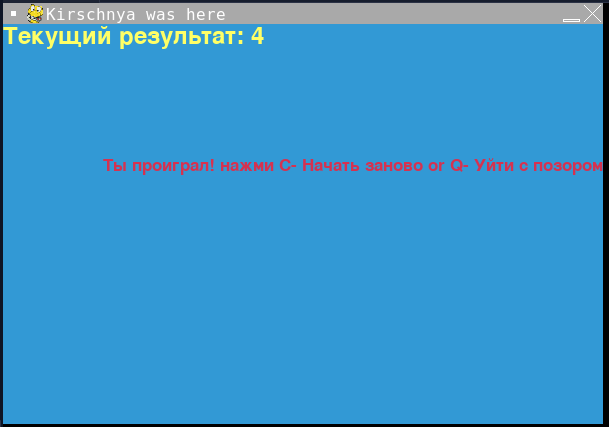 Kirschnya was here
Текущий результат: 4
Ты проиграл! нажми C- Начать заново or Q- Уйти с позором